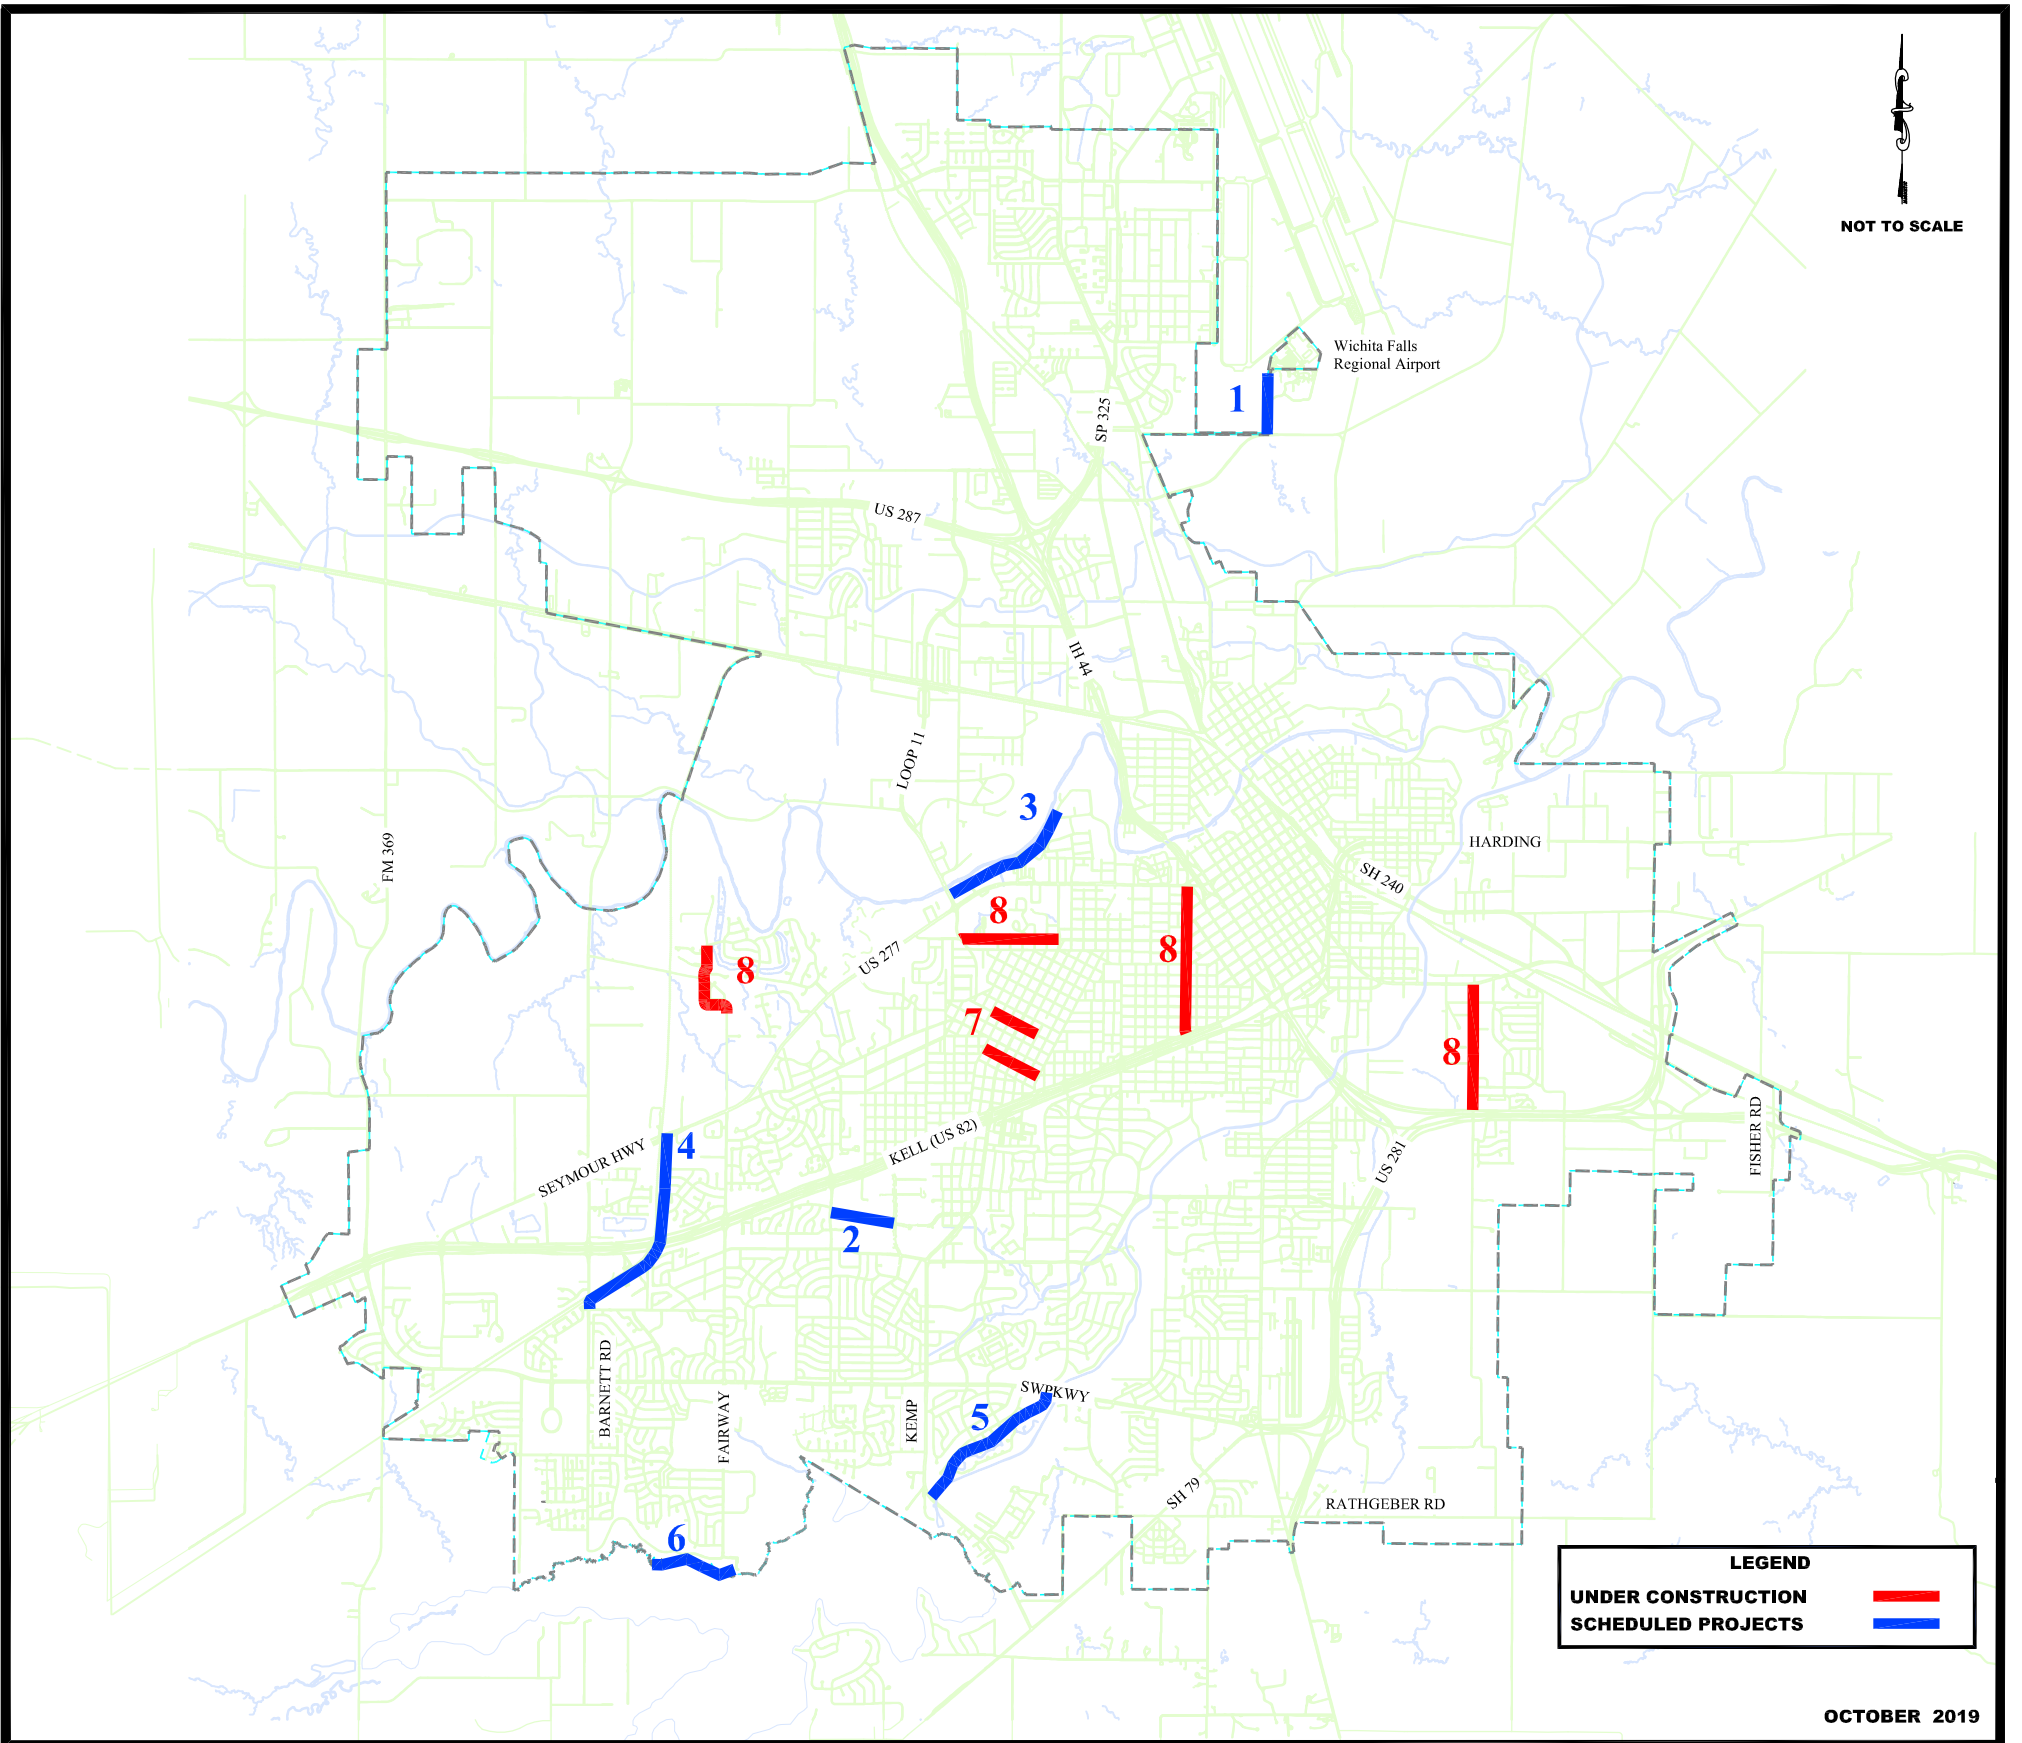 NOT TO SCALE
Wichita Falls
Regional Airport
1
SP 325
US 287
IH 44
LOOP 11
3
FM 369
HARDING
SH 240
8
8
US 277
8
7
8
FISHER RD
4
SEYMOUR HWY
KELL (US 82)
US 281
2
BARNETT RD
SWPKWY
FAIRWAY
KEMP
5
SH 79
RATHGEBER RD
6
LEGEND
UNDER CONSTRUCTION
SCHEDULED PROJECTS
OCTOBER 2019